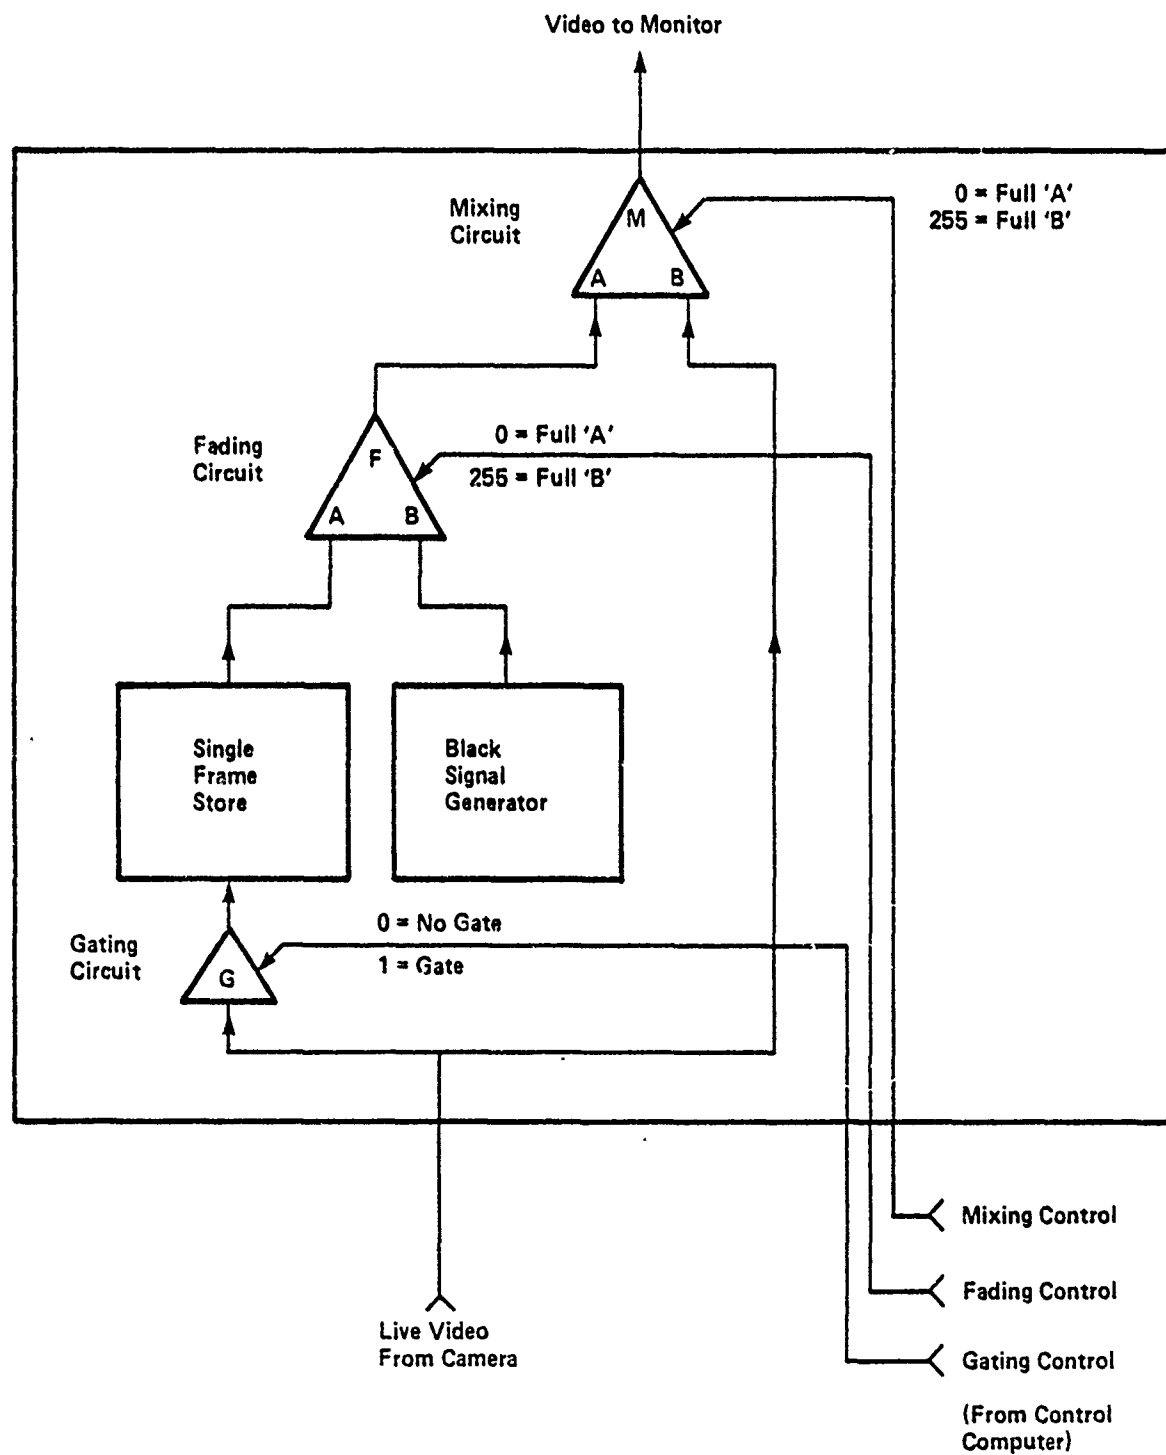 Video to Monitor
Mixing
Circuit
M
A
B
0 = Full 'A'
255 = Full 'B'
Fading
Circuit
F
A
B
0 = Full 'A'
255 = Full 'B'
Single
Frame
Store
Black
Signal
Generator
Gating
Circuit
G
0 = No Gate
1 = Gate
Mixing Control
Fading Control
Gating Control
(From Control
Computer)
Live Video
From Camera